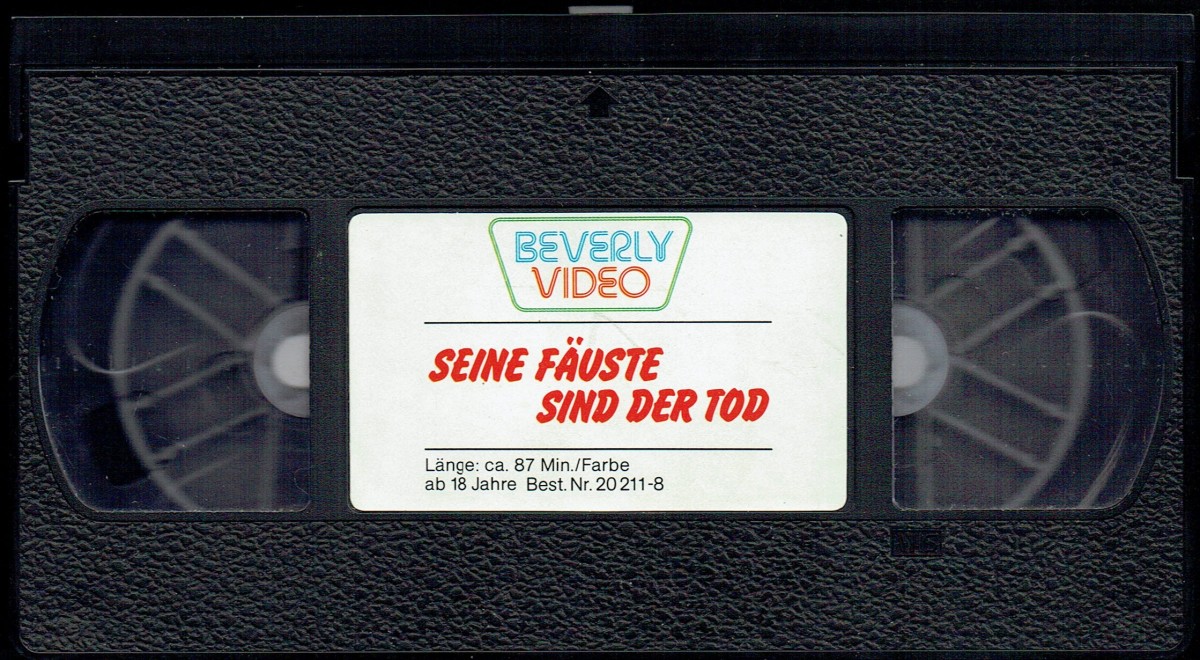 BEVERLY
VIDEO
SEINE FÄUSTE
SIND DER TOD
Länge: ca. 87 Min./Farbe
ab 18 Jahre Best. Nr. 20 211-8
VHS